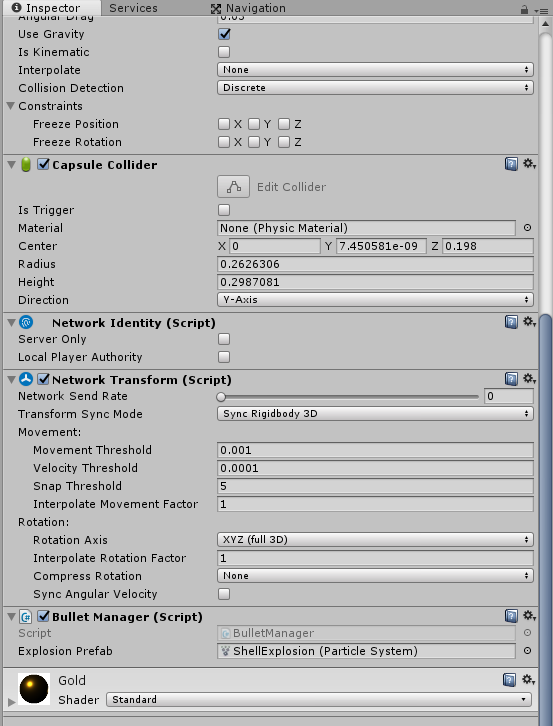 Inspector Services Navigation
Angular Drag 0.05
Use Gravity
Is Kinematic
Interpolate None
Collision Detection Discrete
Constraints
Freeze Position X Y Z
Freeze Rotation X Y Z
Capsule Collider
Edit Collider
Is Trigger
Material None (Physic Material)
Center X 0 Y 7.450581e-09 Z 0.198
Radius 0.2626306
Height 0.2987081
Direction Y-Axis
Network Identity (Script)
Server Only
Local Player Authority
Network Transform (Script)
Network Send Rate 0
Transform Sync Mode Sync Rigidbody 3D
Movement:
Movement Threshold 0.001
Velocity Threshold 0.0001
Snap Threshold 5
Interpolate Movement Factor 1
Rotation:
Rotation Axis XYZ (full 3D)
Interpolate Rotation Factor 1
Compress Rotation None
Sync Angular Velocity
Bullet Manager (Script)
Script BulletManager
Explosion Prefab ShellExplosion (Particle System)
Gold
Shader Standard